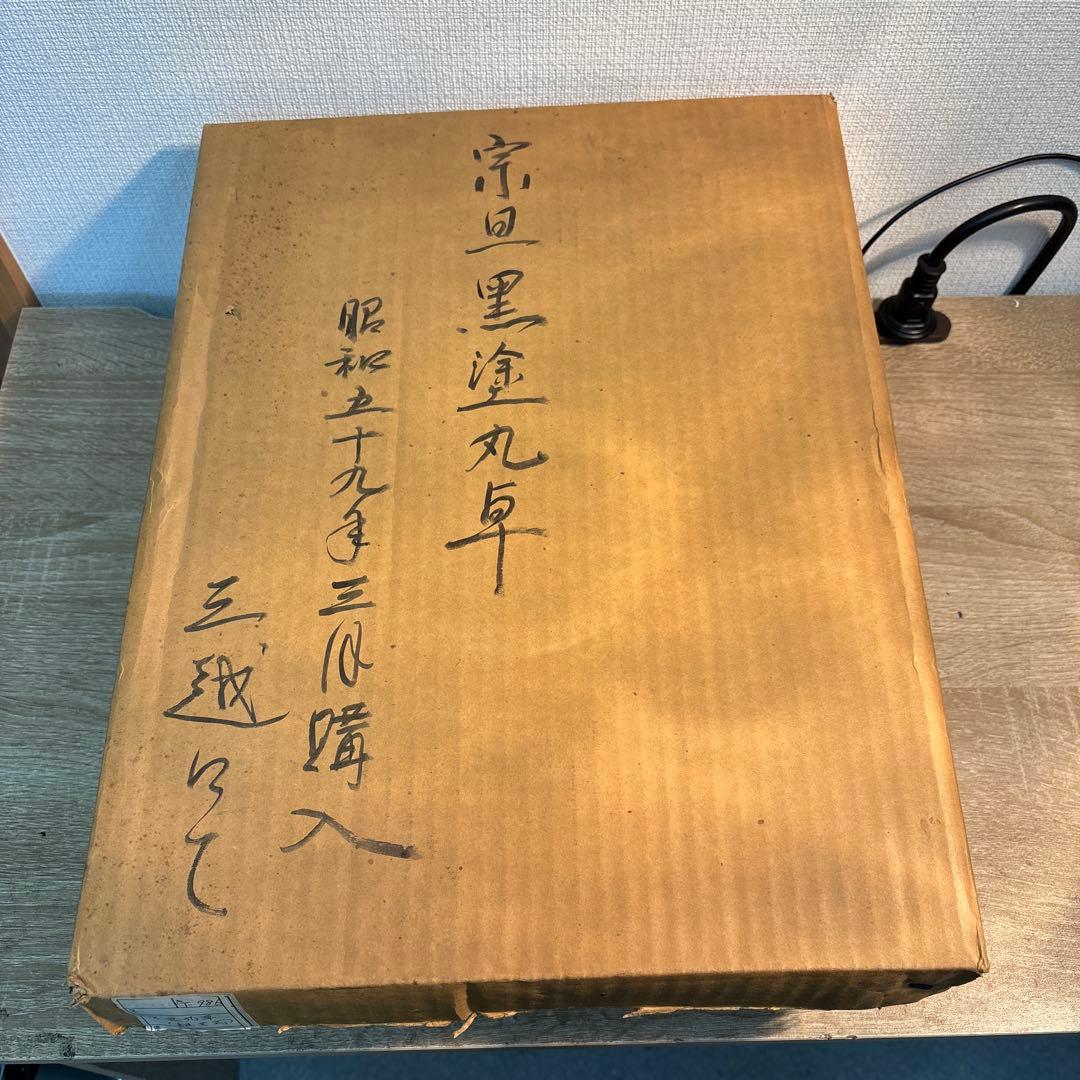 宗旦黒塗丸卓
昭和五十九年三月購入
三越にて